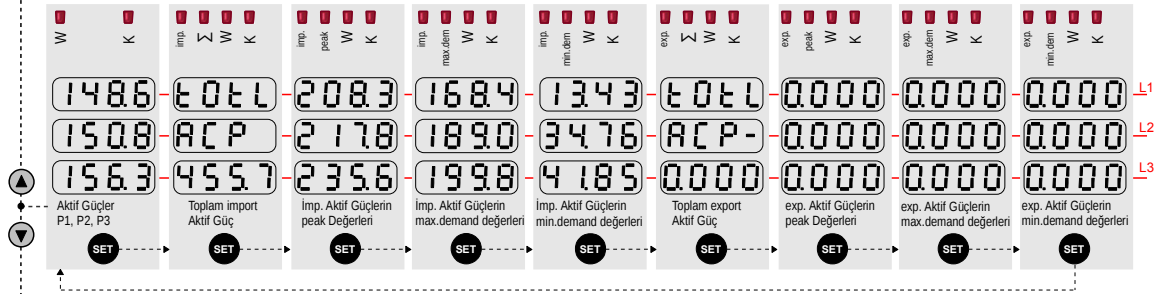 W K
imp. Σ W K
imp. peak W K
imp. max.dem W K
imp. min.dem W K
exp. Σ W K
exp. peak W K
exp. max.dem W K
exp. min.dem W K
148.6 totL 208.3 168.4 13.43 totL 0.000 0.000 0.000 L1
150.8 ACP 217.8 189.0 34.76 ACP- 0.000 0.000 0.000 L2
156.3 455.7 235.6 199.8 41.85 0.000 0.000 0.000 0.000 L3
Aktif Güçler
P1, P2, P3
Toplam import
Aktif Güç
İmp. Aktif Güçlerin
peak Değerleri
İmp. Aktif Güçlerin
max.demand değerleri
İmp. Aktif Güçlerin
min.demand değerleri
Toplam export
Aktif Güç
exp. Aktif Güçlerin
peak Değerleri
exp. Aktif Güçlerin
max.demand değerleri
exp. Aktif Güçlerin
min.demand değerleri
SET SET SET SET SET SET SET SET SET